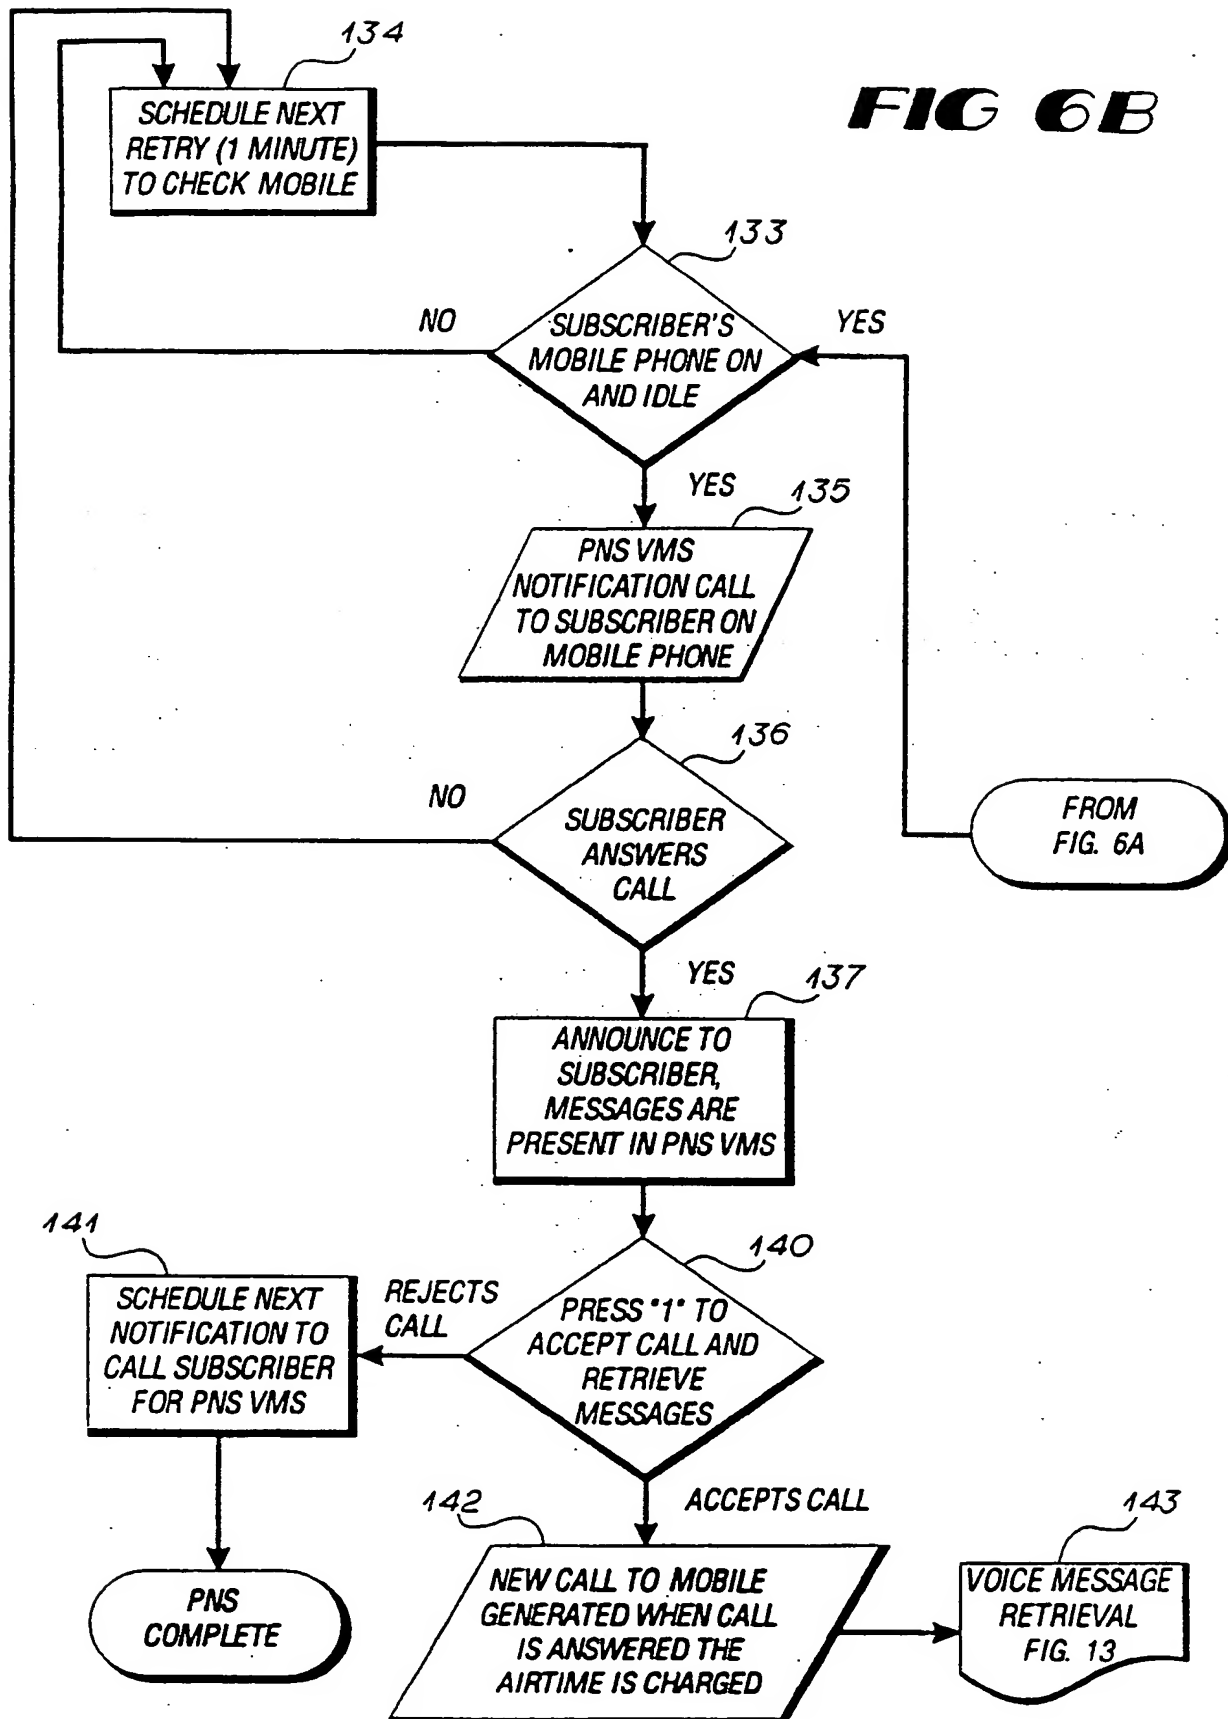 FIG 6B
134
SCHEDULE NEXT
RETRY (1 MINUTE)
TO CHECK MOBILE
133
NO
SUBSCRIBER'S
MOBILE PHONE ON
AND IDLE
YES
YES
135
PNS VMS
NOTIFICATION CALL
TO SUBSCRIBER ON
MOBILE PHONE
136
NO
SUBSCRIBER
ANSWERS
CALL
FROM
FIG. 6A
YES
137
ANNOUNCE TO
SUBSCRIBER,
MESSAGES ARE
PRESENT IN PNS VMS
141
SCHEDULE NEXT
NOTIFICATION TO
CALL SUBSCRIBER
FOR PNS VMS
REJECTS
CALL
140
PRESS "1" TO
ACCEPT CALL AND
RETRIEVE
MESSAGES
PNS
COMPLETE
ACCEPTS CALL
142
NEW CALL TO MOBILE
GENERATED WHEN CALL
IS ANSWERED THE
AIRTIME IS CHARGED
143
VOICE MESSAGE
RETRIEVAL
FIG. 13